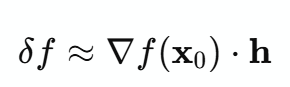 δf ≈ ∇f(𝐱₀) · 𝐡